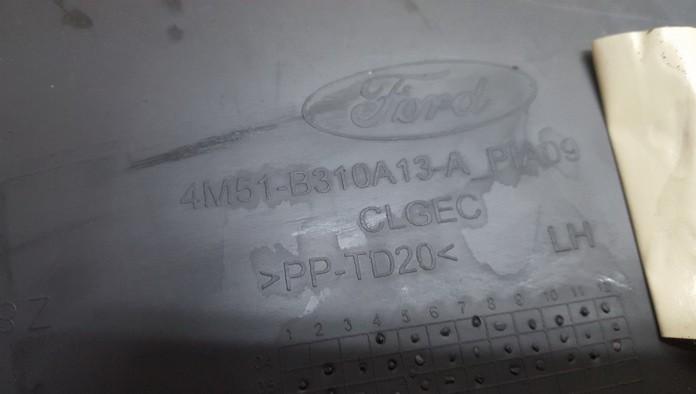 Ford
4M51-B310A13-A_PIA09
CLGEC
>PP-TD20< LH
Z
1 2 3 4 5 6 7 8 9 10 11 12